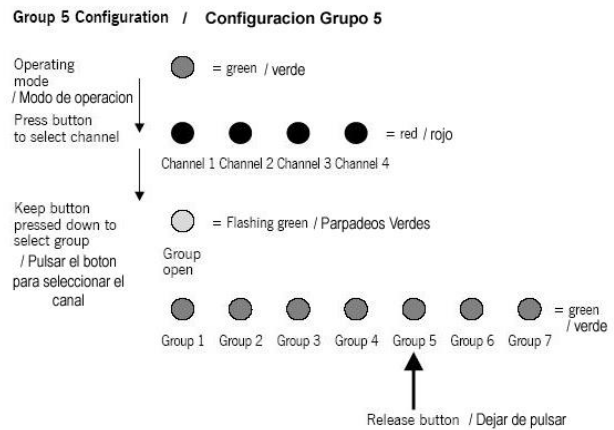 Group 5 Configuration / Configuracion Grupo 5
Operating
mode
/ Modo de operacion
= green / verde
Press button
to select channel
= red / rojo
Channel 1 Channel 2 Channel 3 Channel 4
Keep button
pressed down to
select group
/ Pulsar el boton
para seleccionar el
canal
= Flashing green / Parpadeos Verdes
Group
open
= green
/ verde
Group 1 Group 2 Group 3 Group 4 Group 5 Group 6 Group 7
Release button / Dejar de pulsar